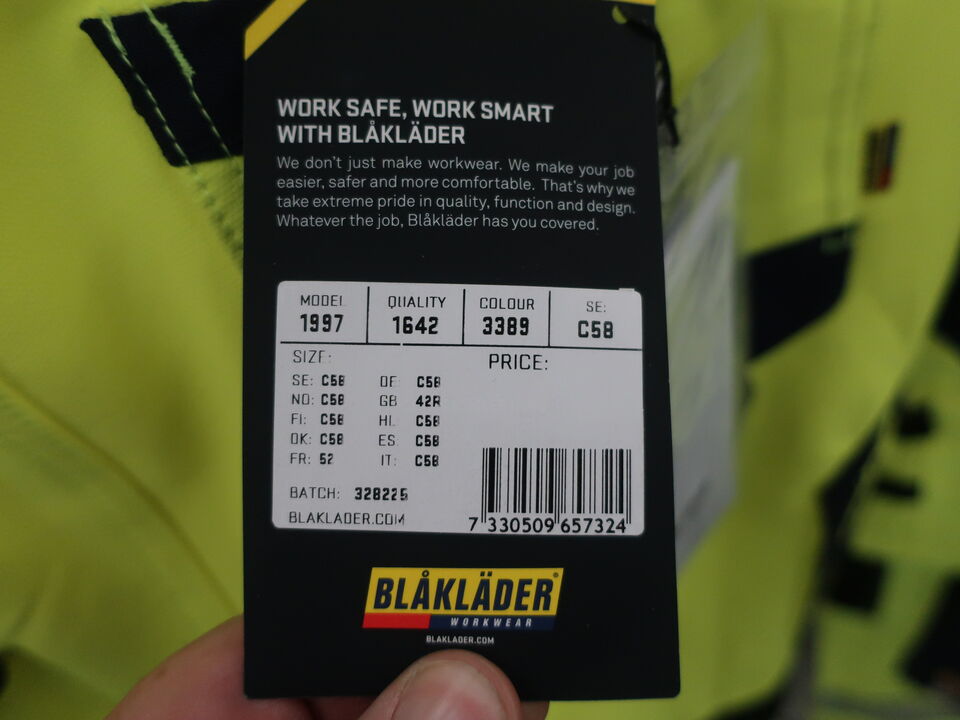 WORK SAFE, WORK SMART
WITH BLÅKLÄDER
We don't just make workwear. We make your job
easier, safer and more comfortable. That's why we
take extreme pride in quality, function and design.
Whatever the job, Blåkläder has you covered.
MODEL QUALITY COLOUR SE:
1997 1642 3389 C58
SIZE: PRICE:
SE: C58 DE C58
NO: C58 GB 42R
FI: C58 HL C58
DK: C58 ES C58
FR: 52 IT: C58
BATCH: 328225
BLAKLADER.COM
7 330509 657324
BLÅKLÄDER®
WORKWEAR
BLAKLADER.COM